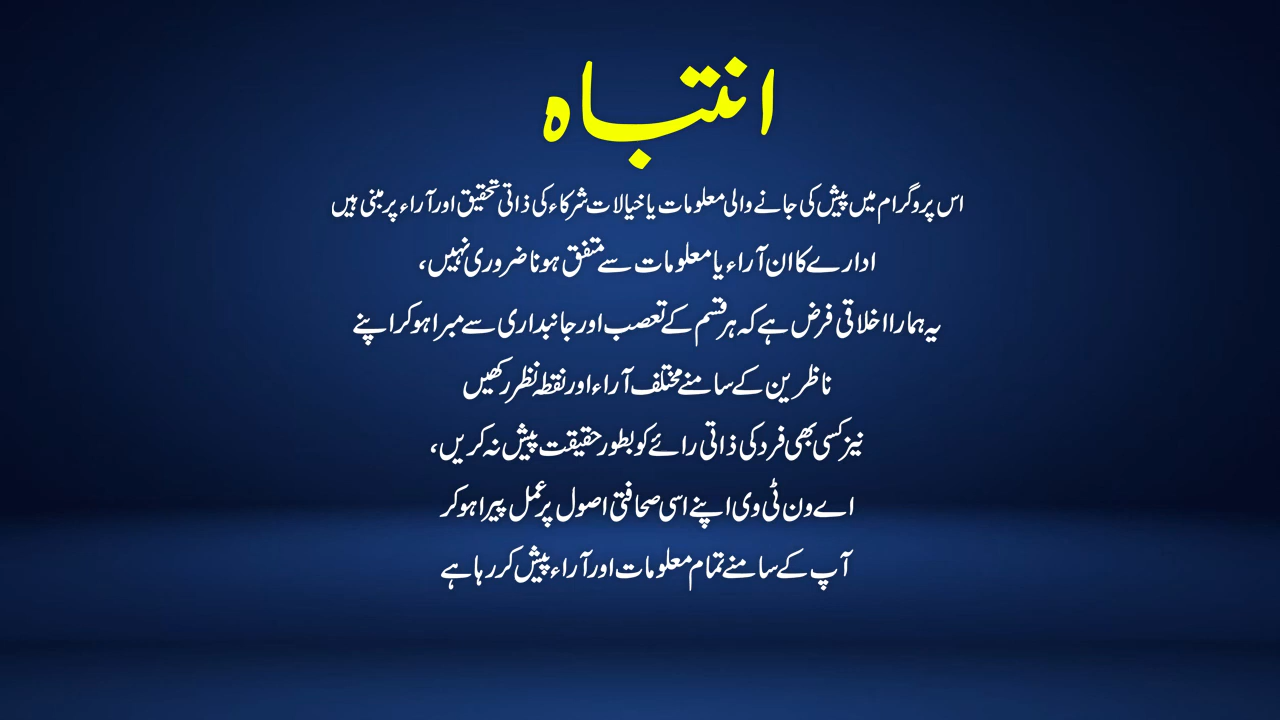 انتباہ
اس پروگرام میں پیش کی جانے والی معلومات یا خیالات شرکاء کی ذاتی تحقیق اور آراء پر مبنی ہیں
ادارے کا ان آراء یا معلومات سے متفق ہونا ضروری نہیں،
یہ ہمارا اخلاقی فرض ہے کہ ہر قسم کے تعصب اور جانبداری سے مبرا ہو کر اپنے
ناظرین کے سامنے مختلف آراء اور نقطہ نظر رکھیں
نیز کسی بھی فرد کی ذاتی رائے کو بطور حقیقت پیش نہ کریں،
اے ون ٹی وی اپنے اسی صحافتی اصول پر عمل پیرا ہو کر
آپ کے سامنے تمام معلومات اور آراء پیش کر رہا ہے